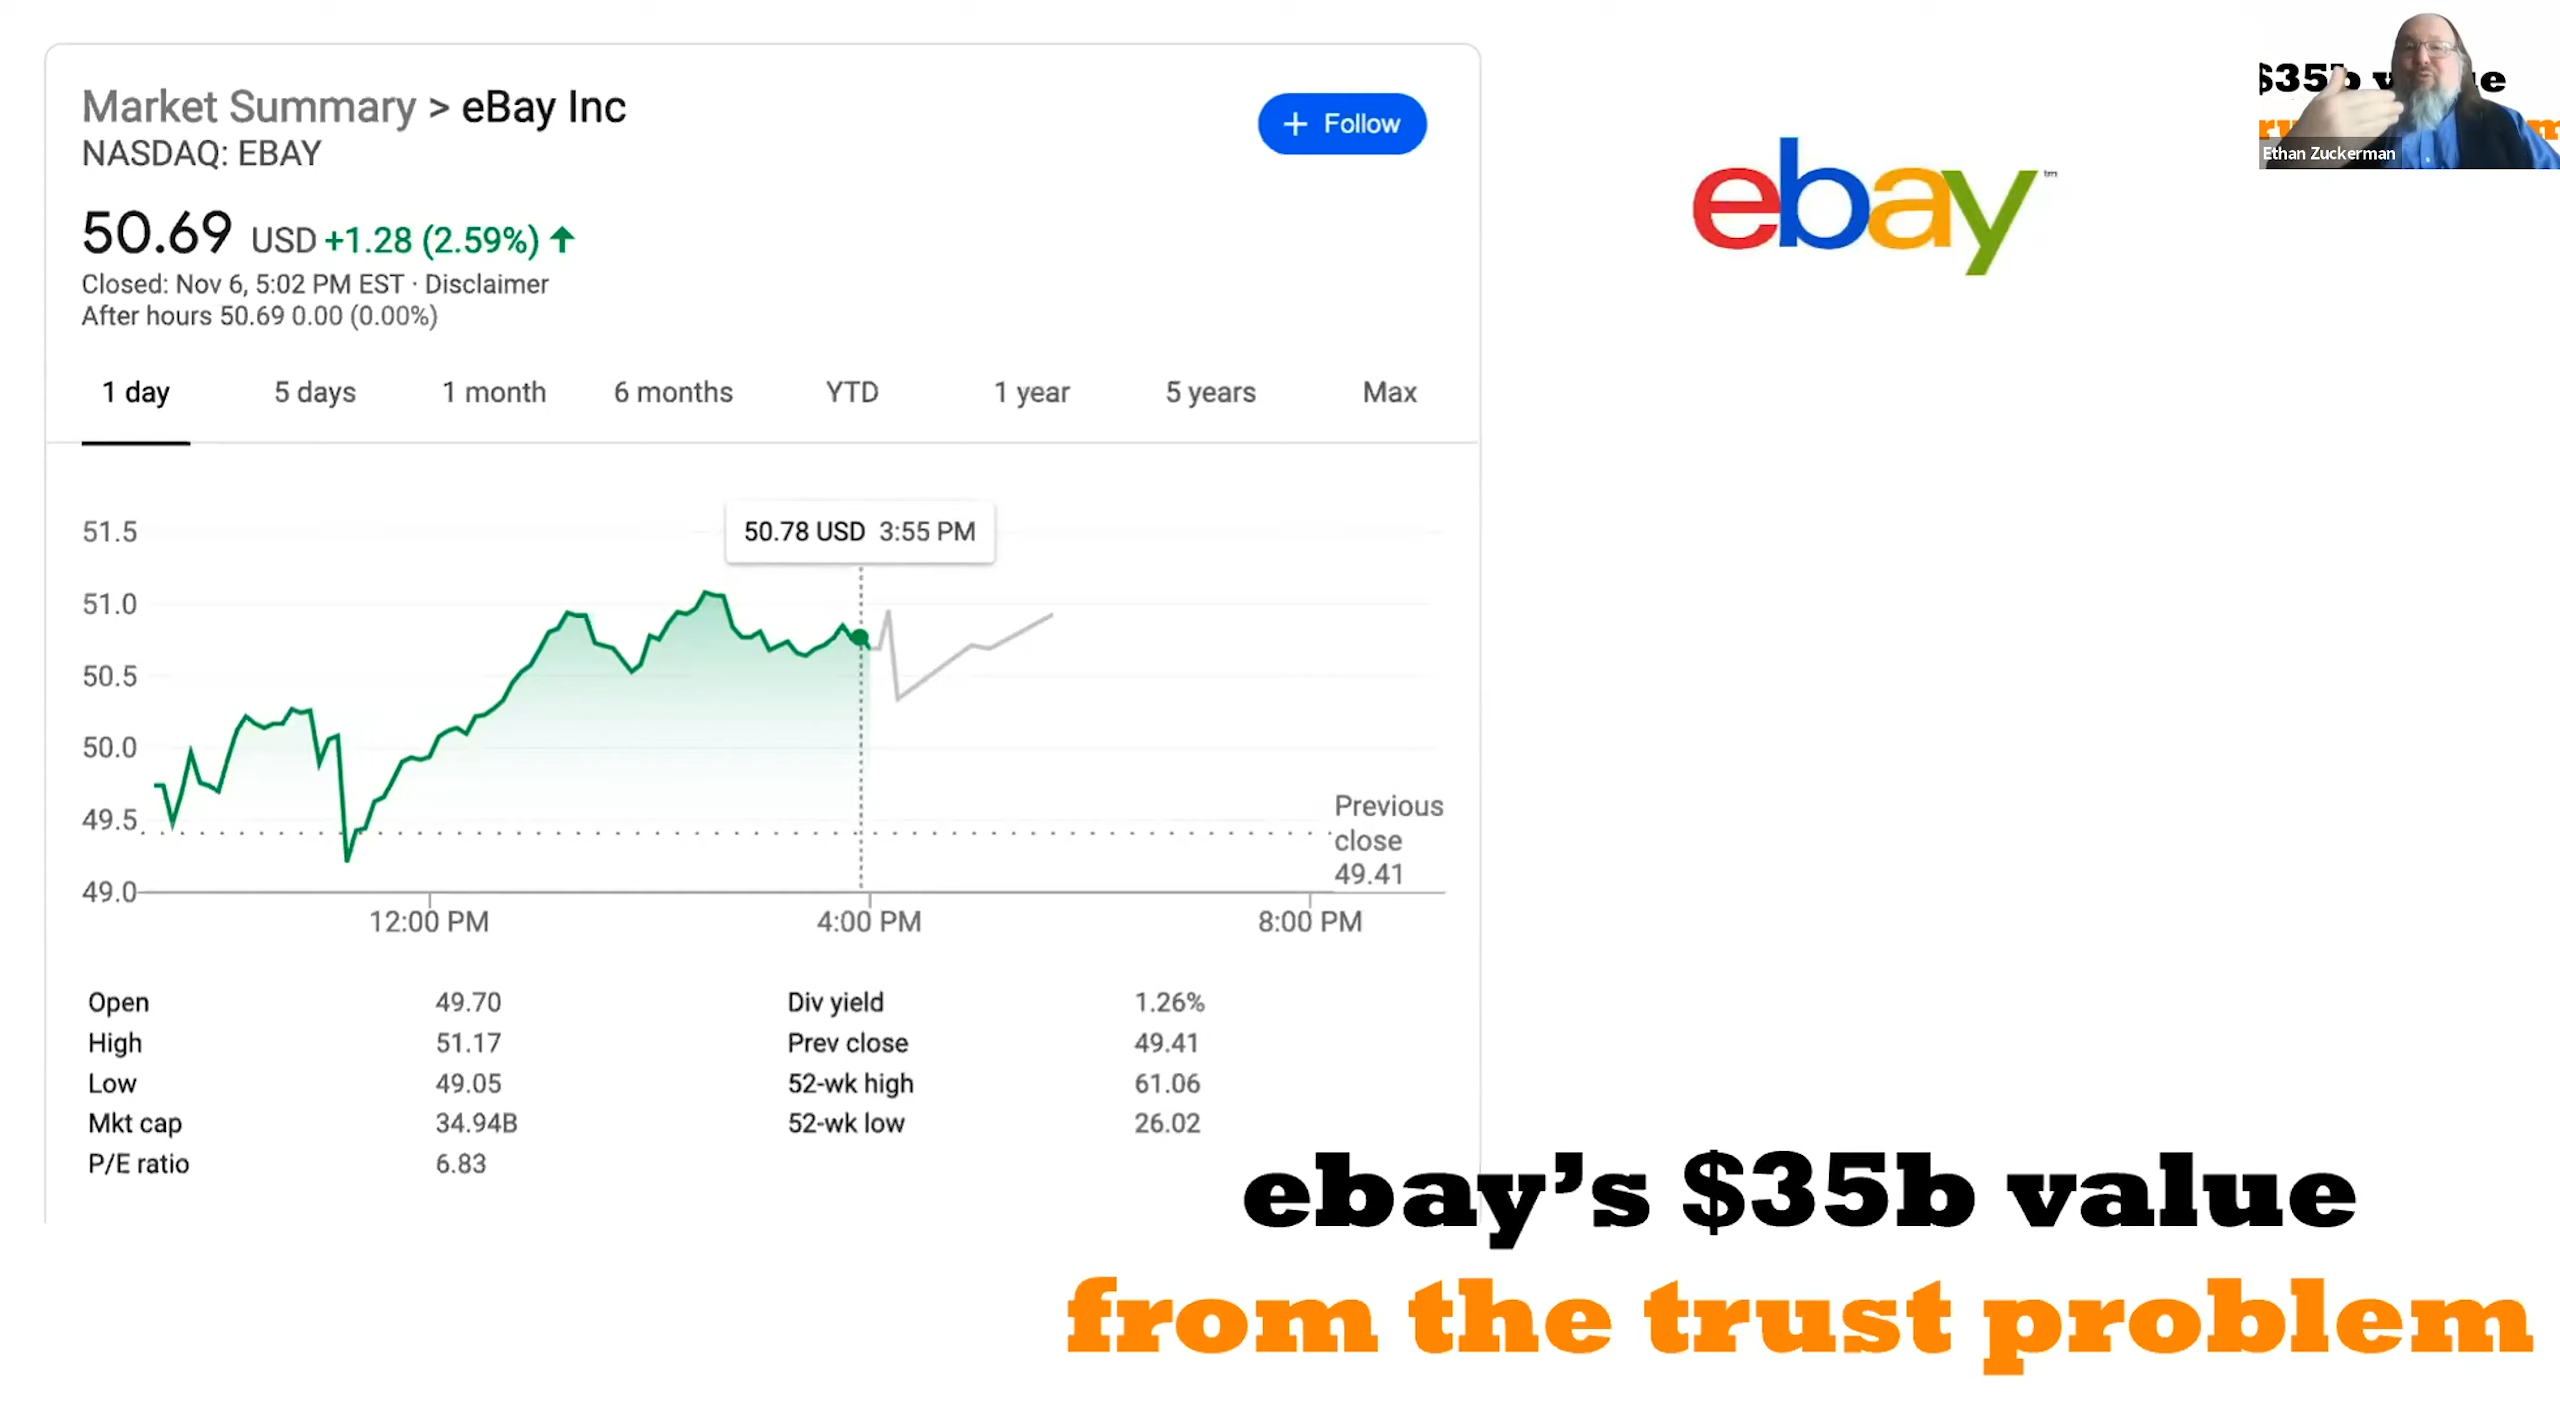 Market Summary > eBay Inc
NASDAQ: EBAY
+ Follow
50.69 USD +1.28 (2.59%)
Closed: Nov 6, 5:02 PM EST · Disclaimer
After hours 50.69 0.00 (0.00%)
1 day 5 days 1 month 6 months YTD 1 year 5 years Max
50.78 USD 3:55 PM
51.5
51.0
50.5
50.0
49.5
49.0
Previous
close
49.41
12:00 PM 4:00 PM 8:00 PM
Open 49.70 Div yield 1.26%
High 51.17 Prev close 49.41
Low 49.05 52-wk high 61.06
Mkt cap 34.94B 52-wk low 26.02
P/E ratio 6.83
ebay™
$35b
Ethan Zuckerman
ebay's $35b value
from the trust problem